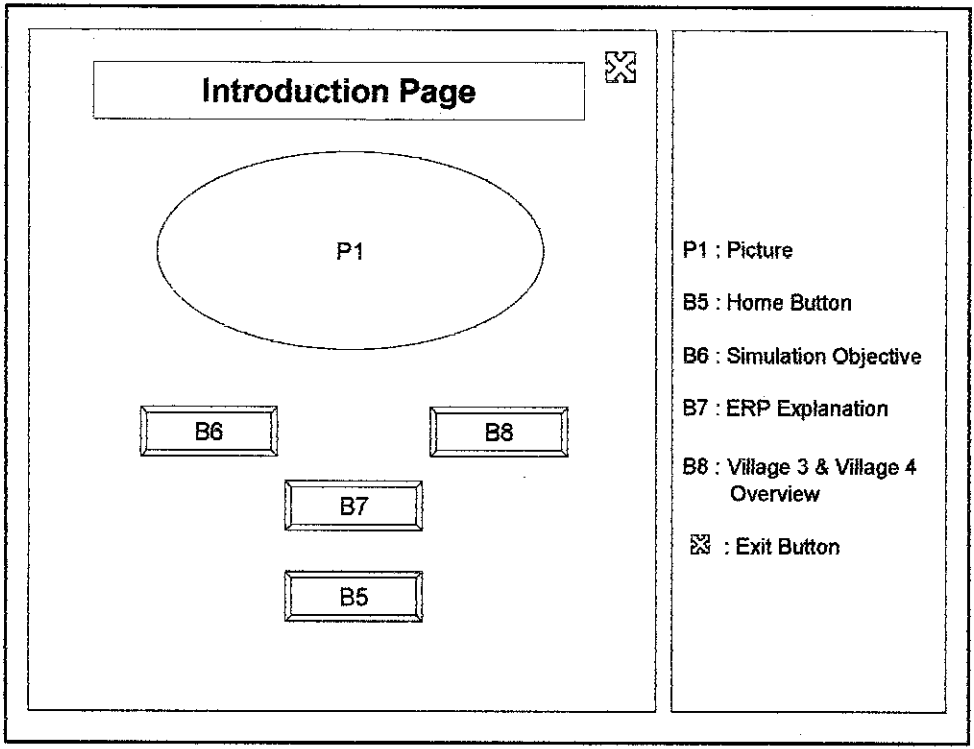 Introduction Page
P1
B6
B8
B7
B5
P1 : Picture
B5 : Home Button
B6 : Simulation Objective
B7 : ERP Explanation
B8 : Village 3 & Village 4
Overview
: Exit Button